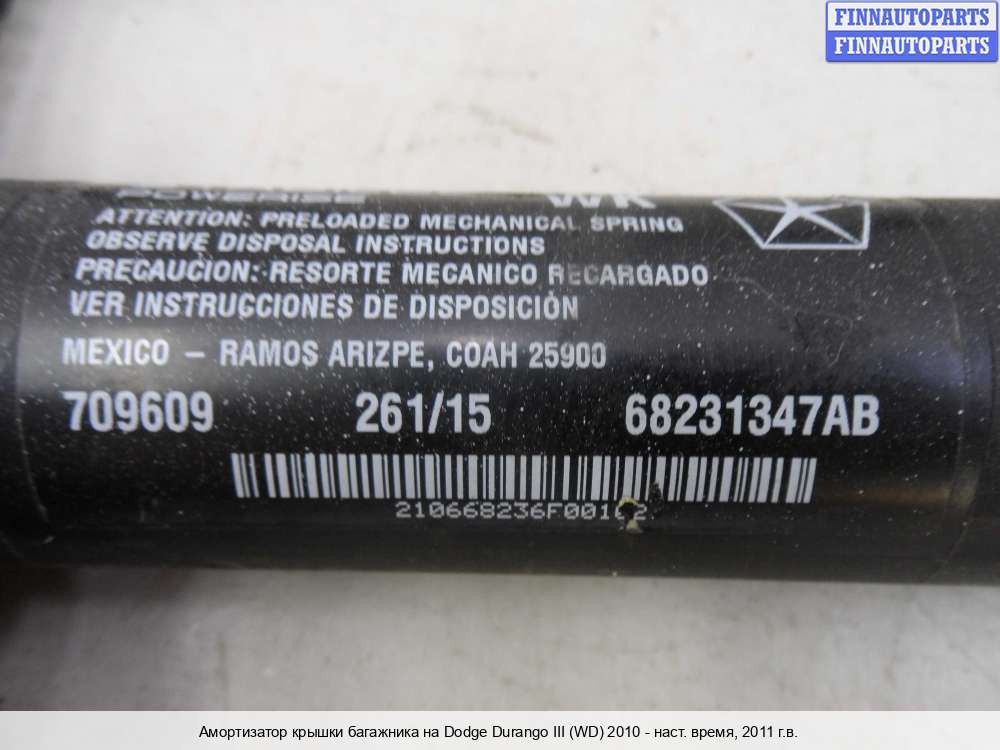 FINNAUTOPARTS
FINNAUTOPARTS
POWERISE WK
ATTENTION: PRELOADED MECHANICAL SPRING
OBSERVE DISPOSAL INSTRUCTIONS
PRECAUCION: RESORTE MECANICO RECARGADO
VER INSTRUCCIONES DE DISPOSICIÓN
MEXICO – RAMOS ARIZPE, COAH 25900
709609 261/15 68231347AB
Амортизатор крышки багажника на Dodge Durango III (WD) 2010 - наст. время, 2011 г.в.